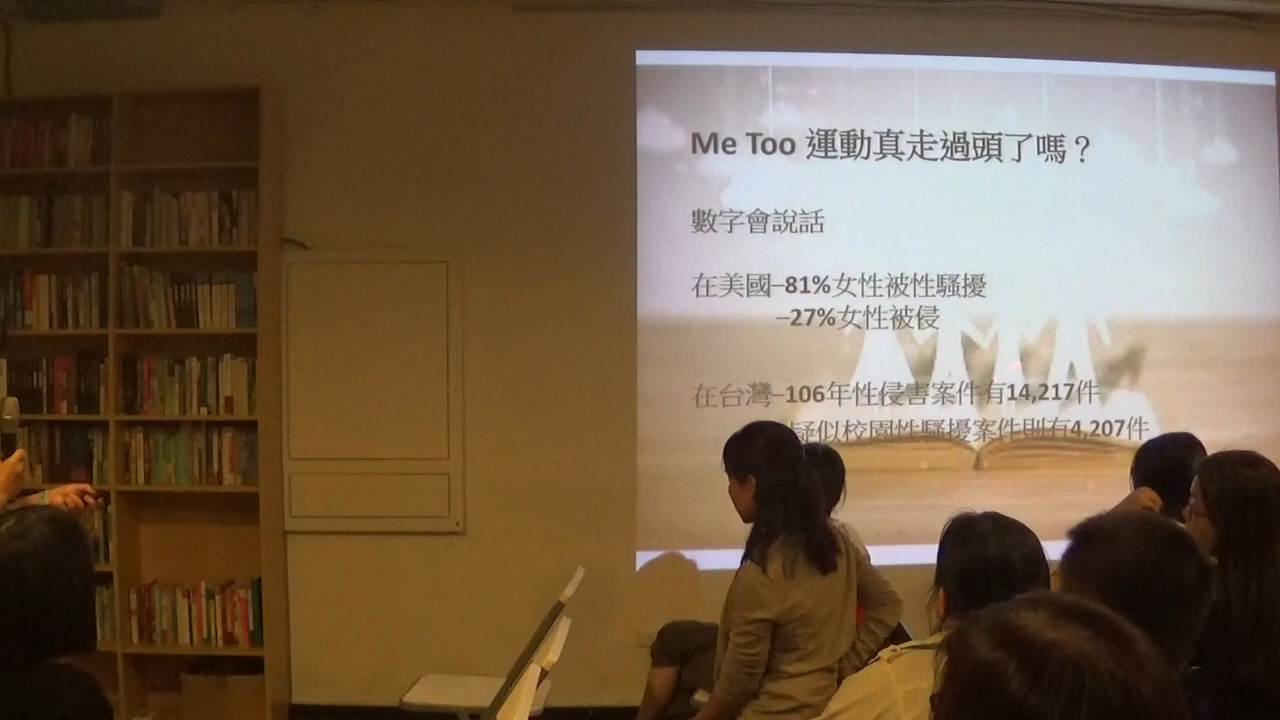 Me Too 運動真走過頭了嗎？
數字會說話
在美國–81%女性被性騷擾
–27%女性被侵
在台灣–106年性侵害案件有14,217件
疑似校園性騷擾案件則有4,207件